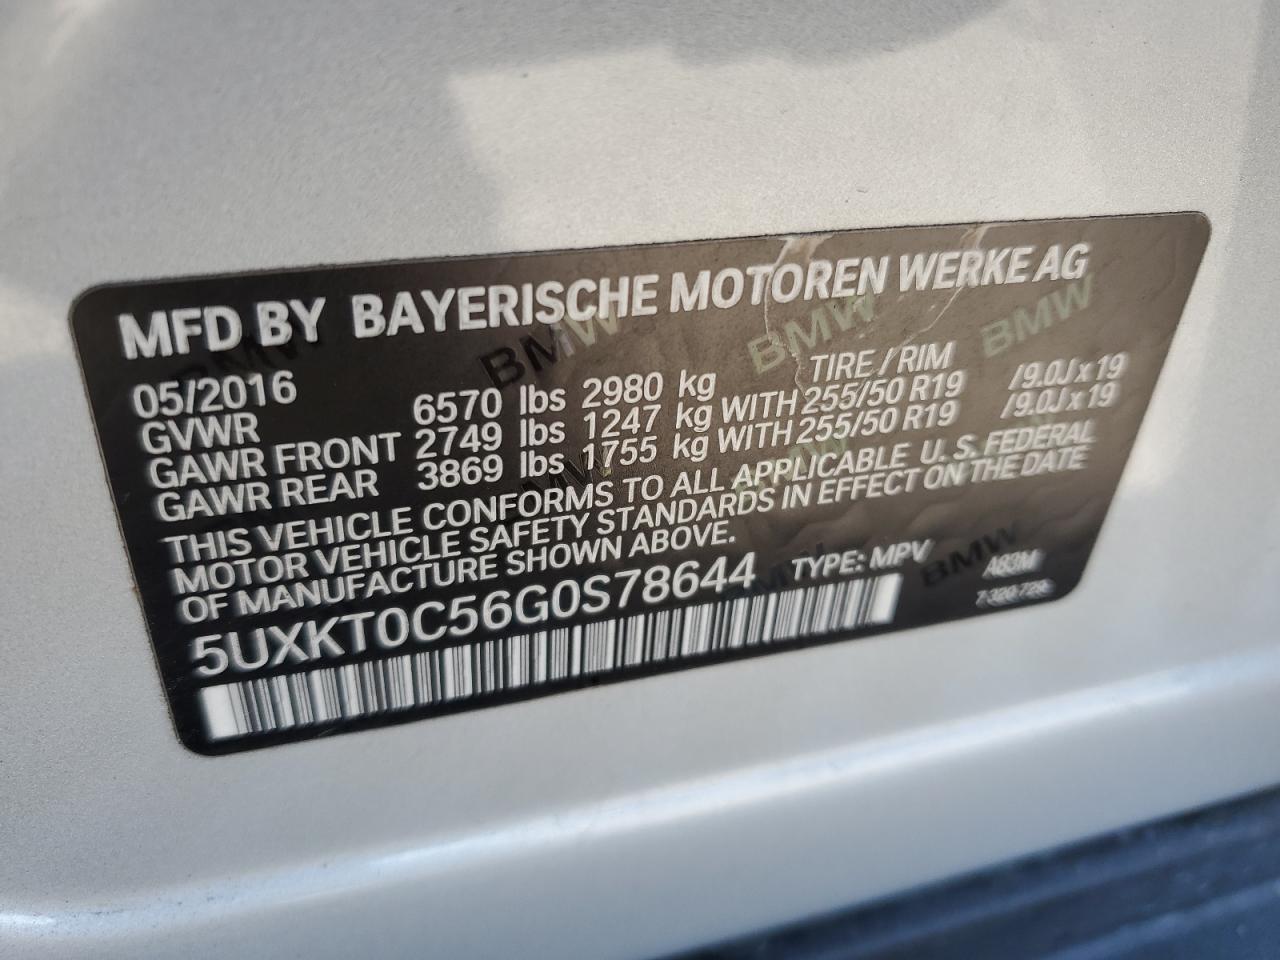 MFD BY BAYERISCHE MOTOREN WERKE AG
05/2016 TIRE / RIM
GVWR 6570 lbs 2980 kg
GAWR FRONT 2749 lbs 1247 kg WITH 255/50 R19 /9.0J x 19
GAWR REAR 3869 lbs 1755 kg WITH 255/50 R19 /9.0J x 19
THIS VEHICLE CONFORMS TO ALL APPLICABLE U. S. FEDERAL
MOTOR VEHICLE SAFETY STANDARDS IN EFFECT ON THE DATE
OF MANUFACTURE SHOWN ABOVE.
5UXKT0C56G0S78644 TYPE: MPV A83M